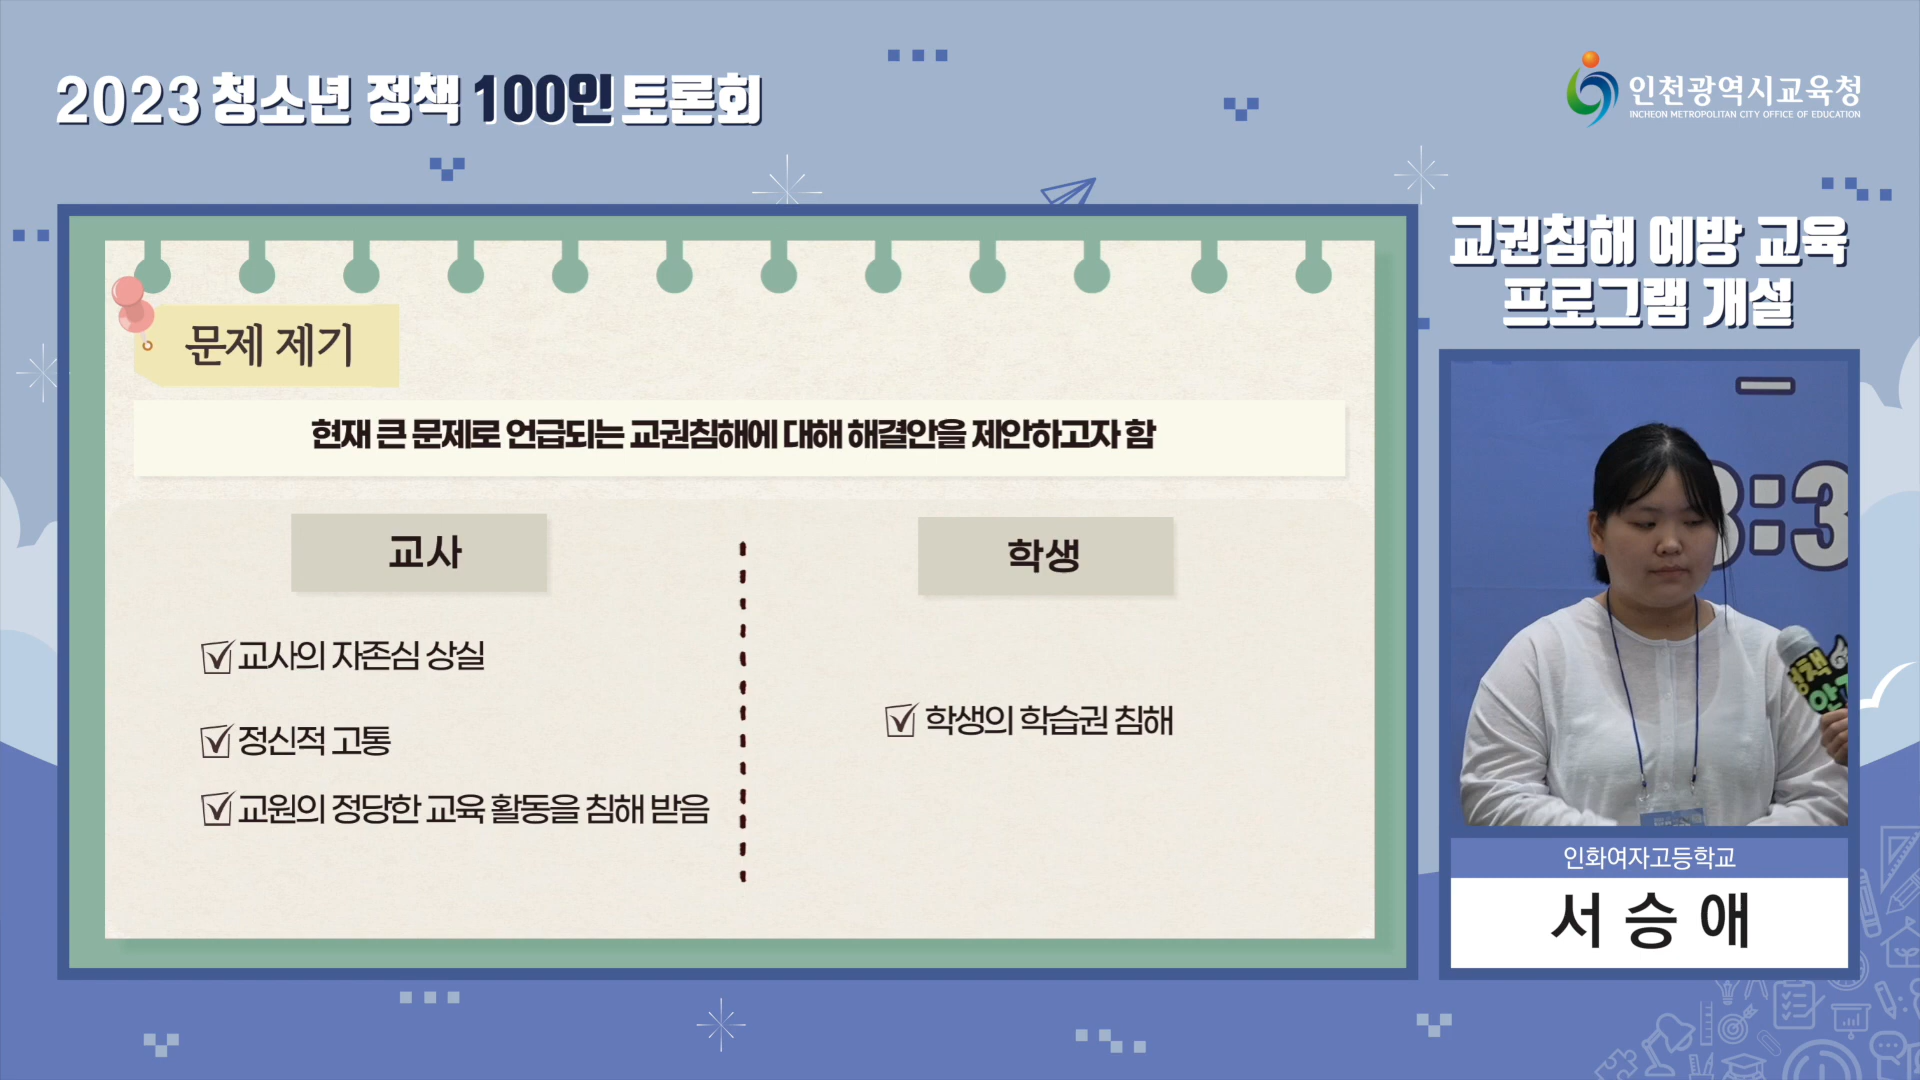 2023 청소년 정책 100인 토론회
인천광역시교육청
INCHEON METROPOLITAN CITY OFFICE OF EDUCATION
교권침해 예방 교육
프로그램 개설
문제 제기
현재 큰 문제로 언급되는 교권침해에 대해 해결안을 제안하고자 함
교사
교사의 자존심 상실
정신적 고통
교원의 정당한 교육 활동을 침해 받음
학생
학생의 학습권 침해
8:3
정책
인화여자고등학교
서승애